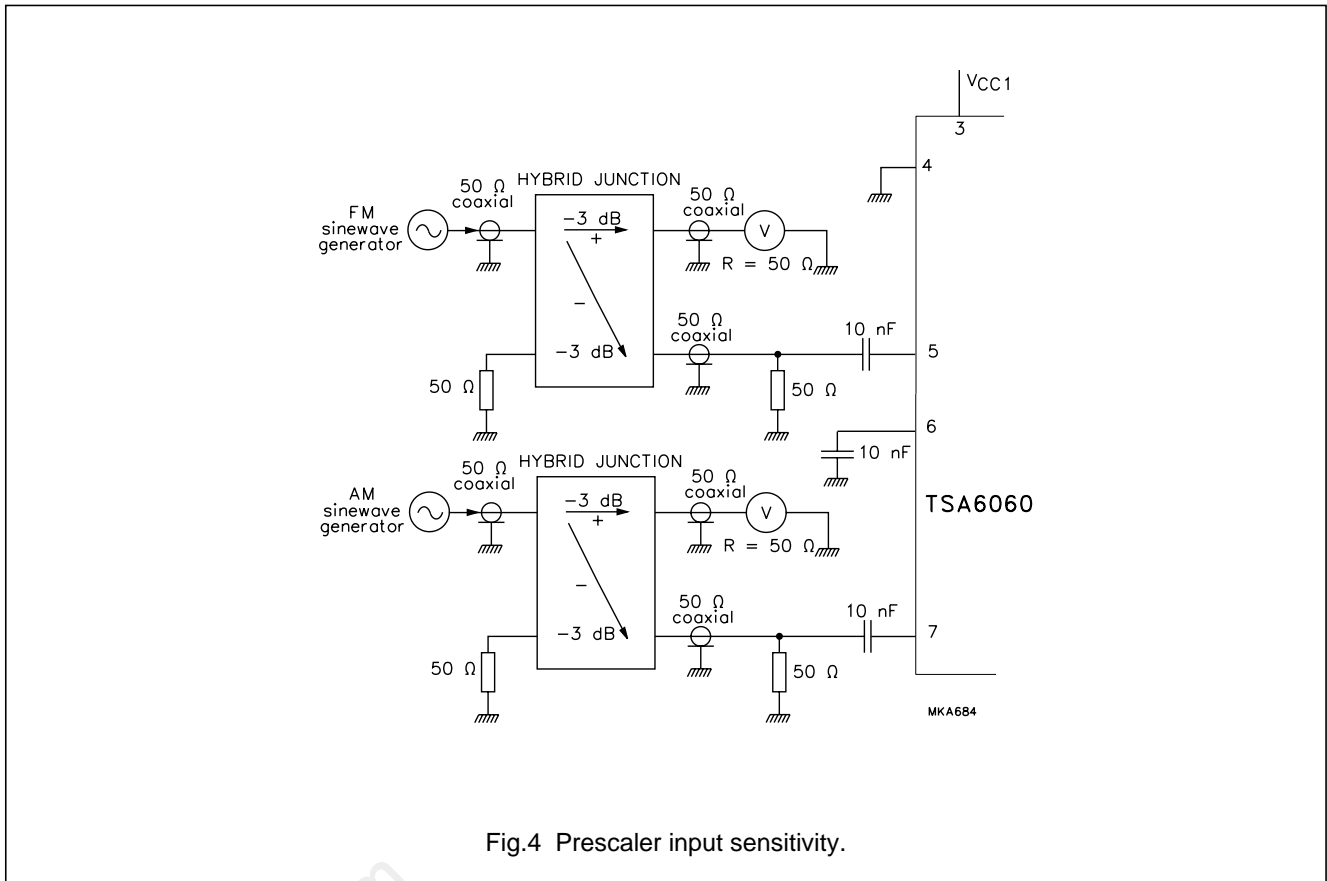 VCC1
3
4
HYBRID JUNCTION
50 Ω
coaxial
FM
sinewave
generator
-3 dB
+
50 Ω
coaxial
V
R = 50 Ω
–
-3 dB
50 Ω
50 Ω
coaxial
50 Ω
10 nF
5
6
10 nF
TSA6060
HYBRID JUNCTION
50 Ω
coaxial
AM
sinewave
generator
-3 dB
+
50 Ω
coaxial
V
R = 50 Ω
–
-3 dB
50 Ω
50 Ω
coaxial
50 Ω
10 nF
7
MKA684
Fig.4 Prescaler input sensitivity.